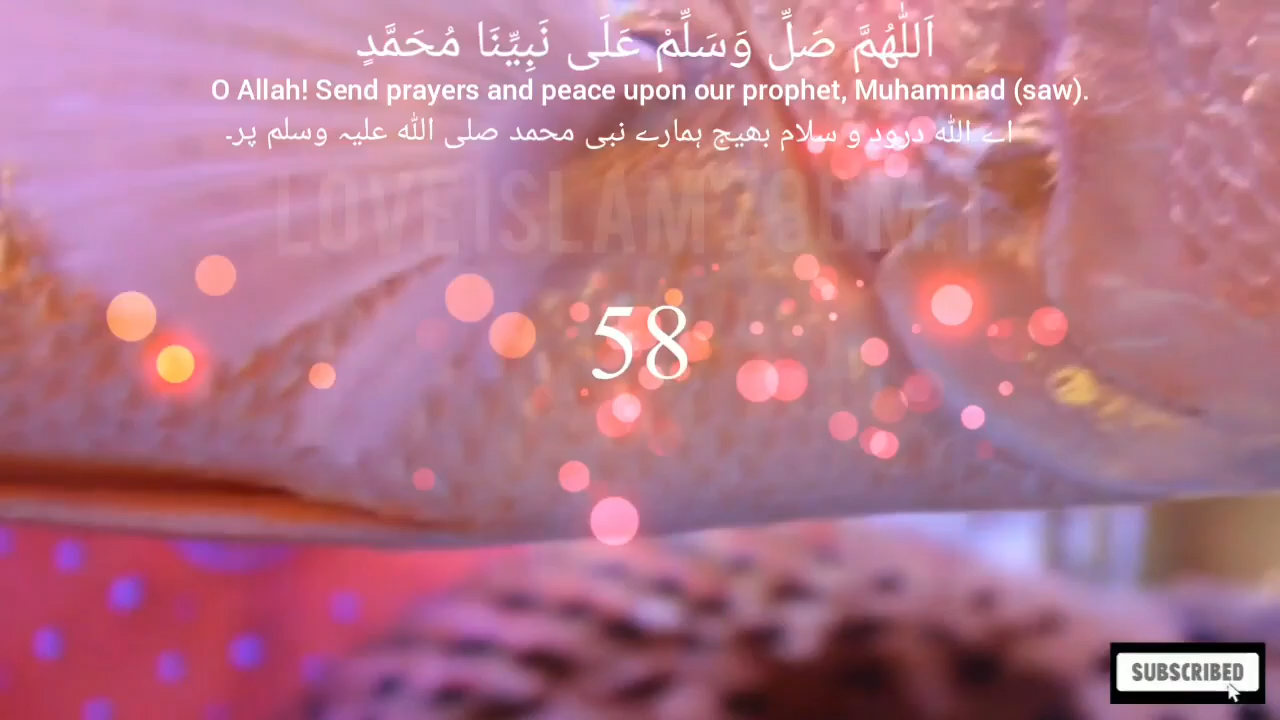 اَللّٰهُمَّ صَلِّ وَسَلِّمْ عَلَى نَبِيِّنَا مُحَمَّدٍ
O Allah! Send prayers and peace upon our prophet, Muhammad (saw).
اے اللہ درود و سلام بھیج ہمارے نبی محمد صلی اللہ علیہ وسلم پر۔
58
SUBSCRIBED